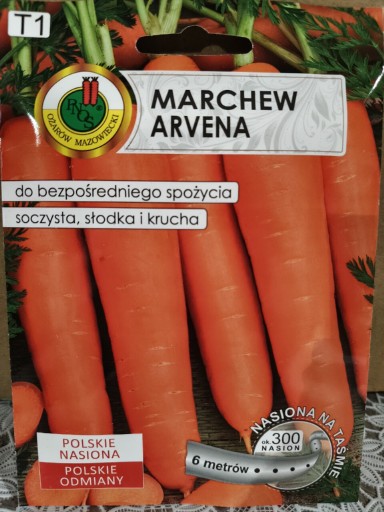 T1
MARCHEW
ARVENA
PNOS
OŻARÓW MAZOWIECKI
do bezpośredniego spożycia
soczysta, słodka i krucha
NASIONA NA TAŚMIE
ok. 300
NASION
6 metrów
POLSKIE
NASIONA
POLSKIE
ODMIANY